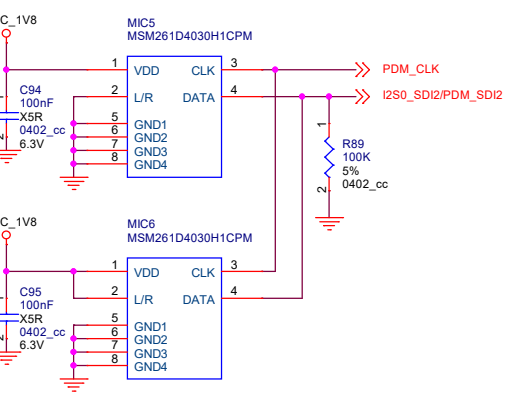 C_1V8
MIC5
MSM261D4030H1CPM
1 VDD CLK 3 PDM_CLK
C94
100nF
X5R
0402_cc
6.3V
2 L/R DATA 4 I2S0_SDI2/PDM_SDI2
5 GND1
6 GND2
7 GND3
8 GND4
1
R89
100K
5%
0402_cc
2
C_1V8
MIC6
MSM261D4030H1CPM
1 VDD CLK 3
C95
100nF
X5R
0402_cc
6.3V
2 L/R DATA 4
5 GND1
6 GND2
7 GND3
8 GND4